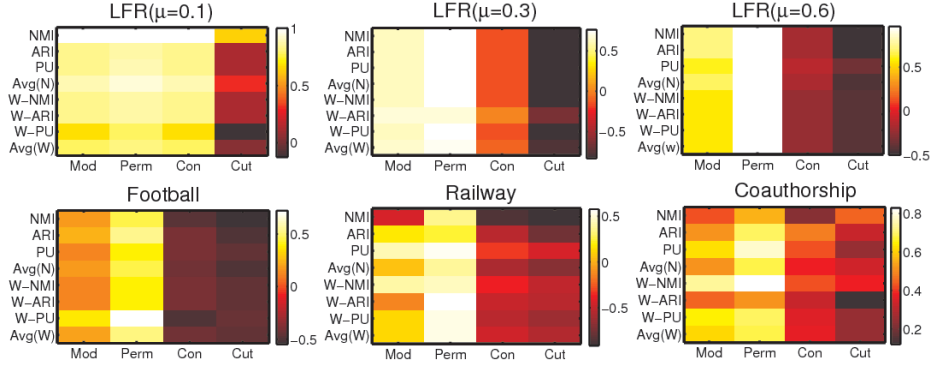 LFR(μ=0.1)
NMI
ARI
PU
Avg(N)
W−NMI
W−ARI
W−PU
Avg(W)
Mod Perm Con Cut
1
0.5
0
LFR(μ=0.3)
NMI
ARI
PU
Avg(N)
W−NMI
W−ARI
W−PU
Avg(W)
Mod Perm Con Cut
0.5
0
−0.5
LFR(μ=0.6)
NMI
ARI
PU
Avg(N)
W−NMI
W−ARI
W−PU
Avg(w)
Mod Perm Con Cut
0.5
0
−0.5
Football
NMI
ARI
PU
Avg(N)
W−NMI
W−ARI
W−PU
Avg(W)
Mod Perm Con Cut
0.5
0
−0.5
Railway
NMI
ARI
PU
Avg(N)
W−NMI
W−ARI
W−PU
Avg(W)
Mod Perm Con Cut
0.5
0
−0.5
Coauthorship
NMI
ARI
PU
Avg(N)
W−NMI
W−ARI
W−PU
Avg(W)
Mod Perm Con Cut
0.8
0.6
0.4
0.2